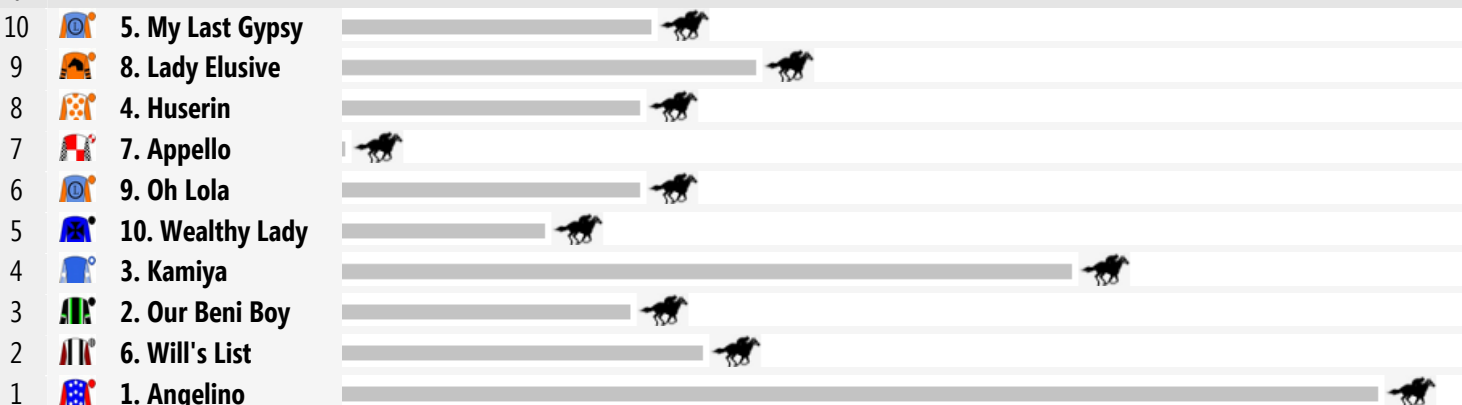 10 5. My Last Gypsy
9 8. Lady Elusive
8 4. Huserin
7 7. Appello
6 9. Oh Lola
5 10. Wealthy Lady
4 3. Kamiya
3 2. Our Beni Boy
2 6. Will's List
1 1. Angelino